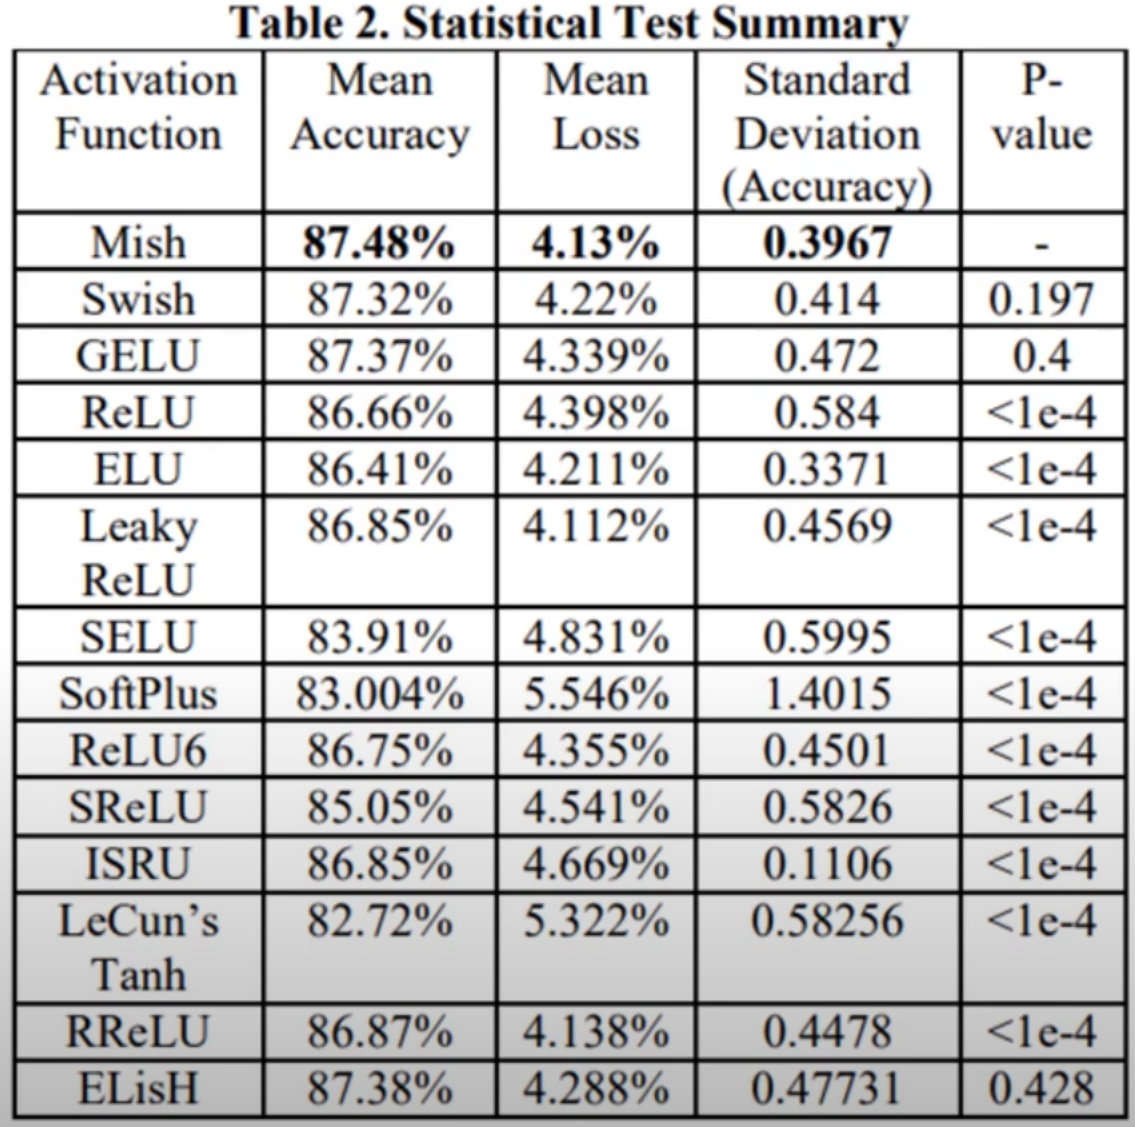 Table 2. Statistical Test Summary
Activation Function Mean Accuracy Mean Loss Standard Deviation (Accuracy) P-value
Mish 87.48% 4.13% 0.3967 -
Swish 87.32% 4.22% 0.414 0.197
GELU 87.37% 4.339% 0.472 0.4
ReLU 86.66% 4.398% 0.584 <1e-4
ELU 86.41% 4.211% 0.3371 <1e-4
Leaky ReLU 86.85% 4.112% 0.4569 <1e-4
SELU 83.91% 4.831% 0.5995 <1e-4
SoftPlus 83.004% 5.546% 1.4015 <1e-4
ReLU6 86.75% 4.355% 0.4501 <1e-4
SReLU 85.05% 4.541% 0.5826 <1e-4
ISRU 86.85% 4.669% 0.1106 <1e-4
LeCun’s Tanh 82.72% 5.322% 0.58256 <1e-4
RReLU 86.87% 4.138% 0.4478 <1e-4
ELisH 87.38% 4.288% 0.47731 0.428